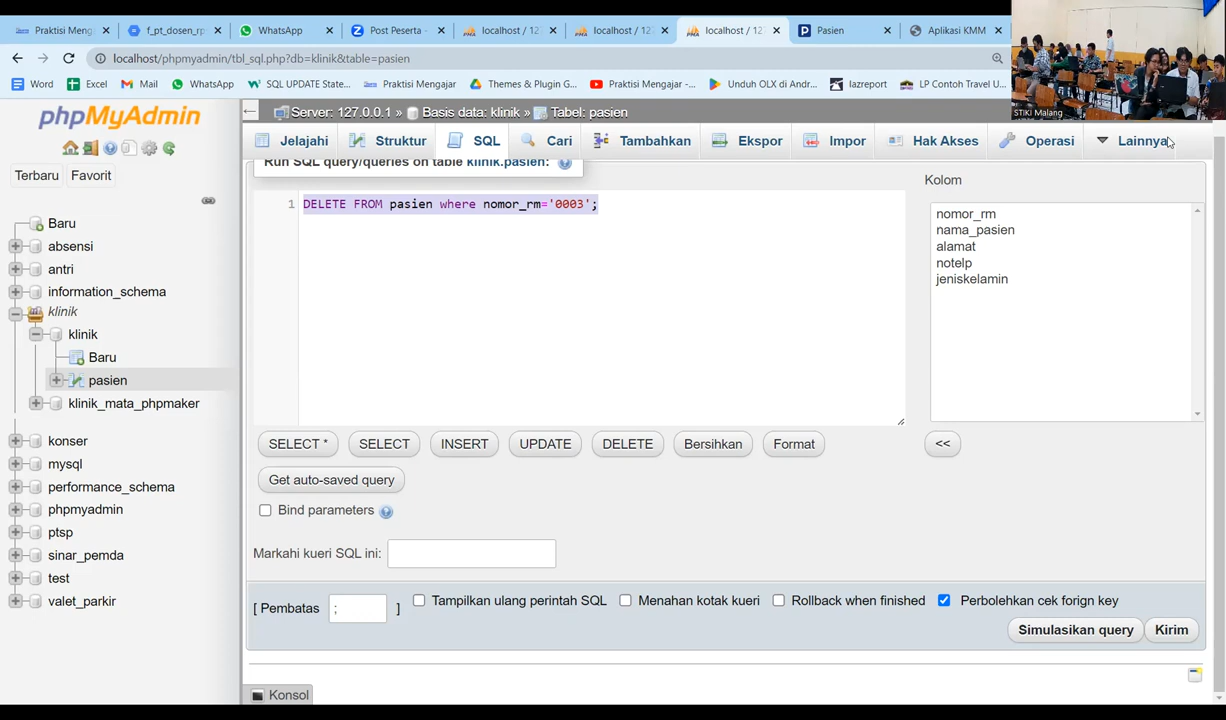 Praktisi Meng
f_pt_dosen_rp
WhatsApp
Post Peserta -
localhost / 12
localhost / 12
localhost / 12
Pasien
Aplikasi KMM
localhost/phpmyadmin/tbl_sql.php?db=klinik&table=pasien
Word
Excel
Mail
WhatsApp
SQL UPDATE State...
Praktisi Mengajar
Themes & Plugin G...
Praktisi Mengajar -...
Unduh OLX di Andr...
fazreport
LP Contoh Travel U...
STIKI Malang
phpMyAdmin
Server: 127.0.0.1 » Basis data: klinik » Tabel: pasien
Jelajahi
Struktur
SQL
Cari
Tambahkan
Ekspor
Impor
Hak Akses
Operasi
Lainnya
Terbaru
Favorit
Run SQL query/queries on table klinik.pasien:
1 DELETE FROM pasien where nomor_rm='0003';
Kolom
nomor_rm
nama_pasien
alamat
notelp
jeniskelamin
Baru
absensi
antri
information_schema
klinik
klinik
Baru
pasien
klinik_mata_phpmaker
konser
mysql
performance_schema
phpmyadmin
ptsp
sinar_pemda
test
valet_parkir
SELECT *
SELECT
INSERT
UPDATE
DELETE
Bersihkan
Format
<<
Get auto-saved query
Bind parameters
Markahi kueri SQL ini:
[ Pembatas ; ]
Tampilkan ulang perintah SQL
Menahan kotak kueri
Rollback when finished
Perbolehkan cek forign key
Simulasikan query
Kirim
Konsol